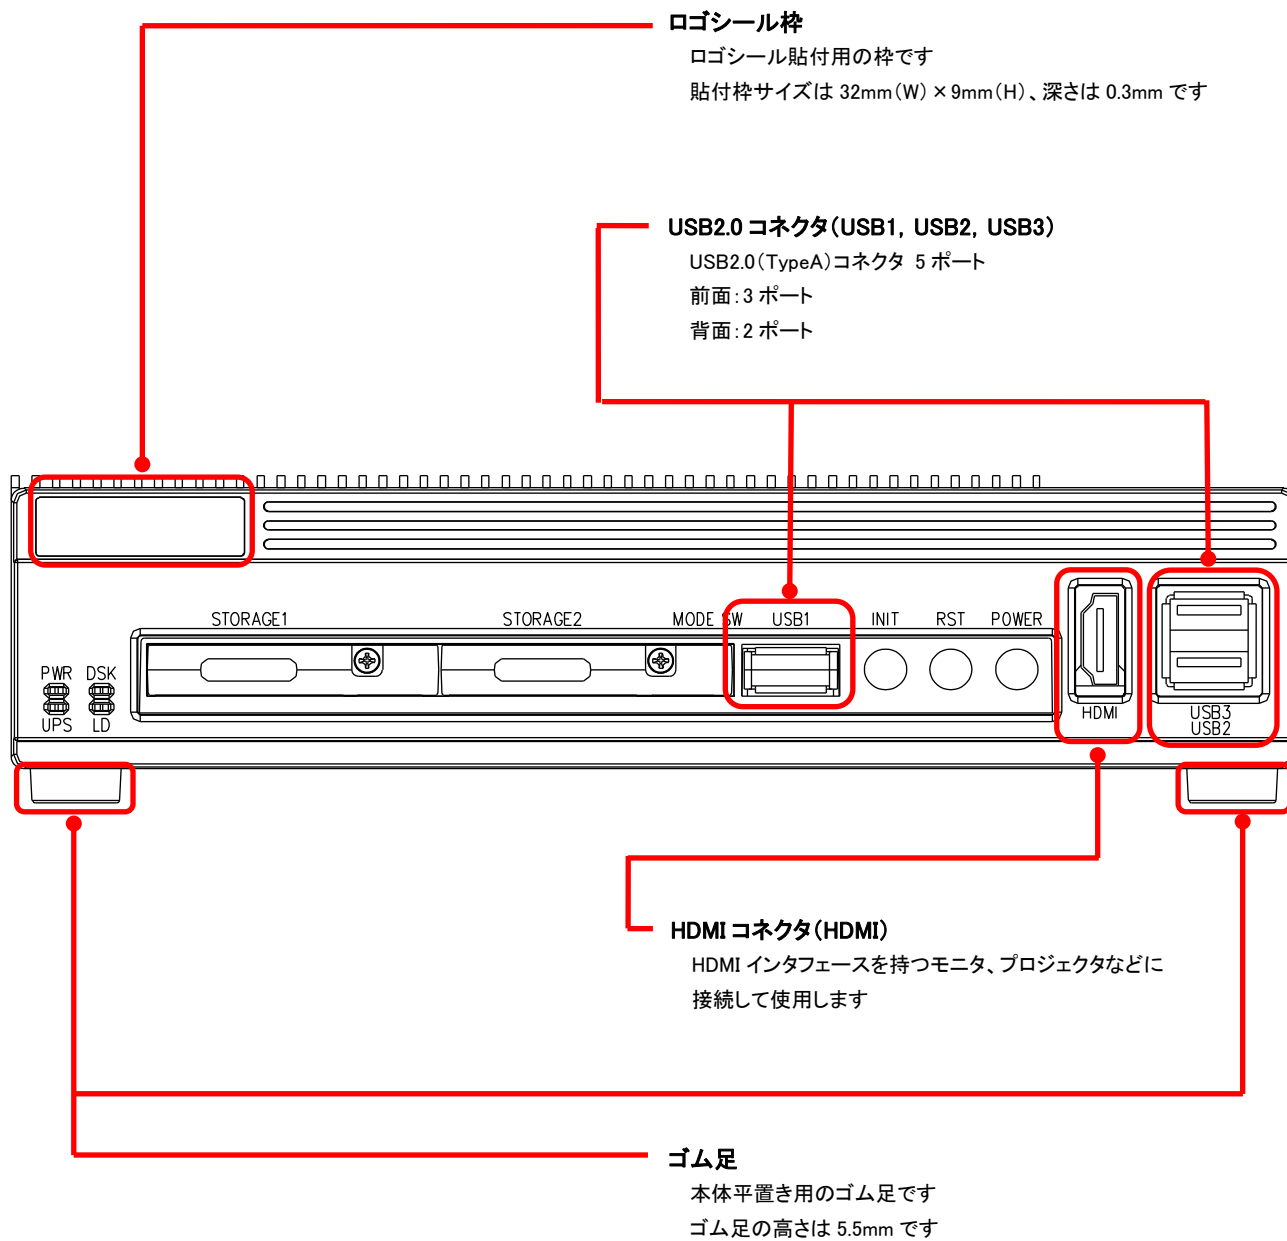 ロゴシール枠
ロゴシール貼付用の枠です
貼付枠サイズは 32mm(W)×9mm(H)、深さは 0.3mm です
USB2.0 コネクタ(USB1, USB2, USB3)
USB2.0(TypeA)コネクタ 5 ポート
前面:3 ポート
背面:2 ポート
STORAGE1 STORAGE2 MODE SW USB1 INIT RST POWER
PWR DSK
UPS LD
HDMI
USB3
USB2
HDMI コネクタ(HDMI)
HDMI インタフェースを持つモニタ、プロジェクタなどに
接続して使用します
ゴム足
本体平置き用のゴム足です
ゴム足の高さは 5.5mm です